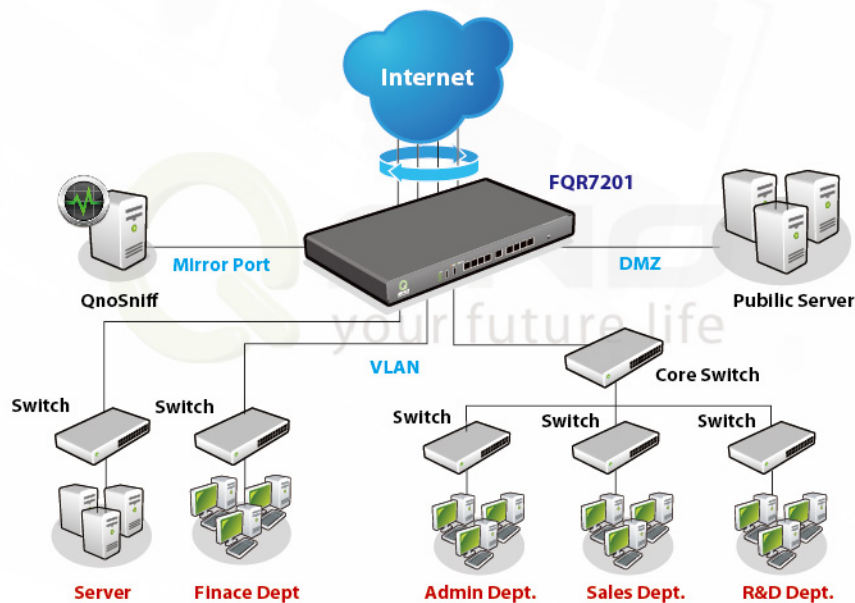 Internet
FQR7201
Mirror Port
DMZ
QnoSniff
Pubilic Server
QNO
your future life
VLAN
Core Switch
Switch
Switch
Switch
Switch
Switch
Server
Finace Dept
Admin Dept.
Sales Dept.
R&D Dept.